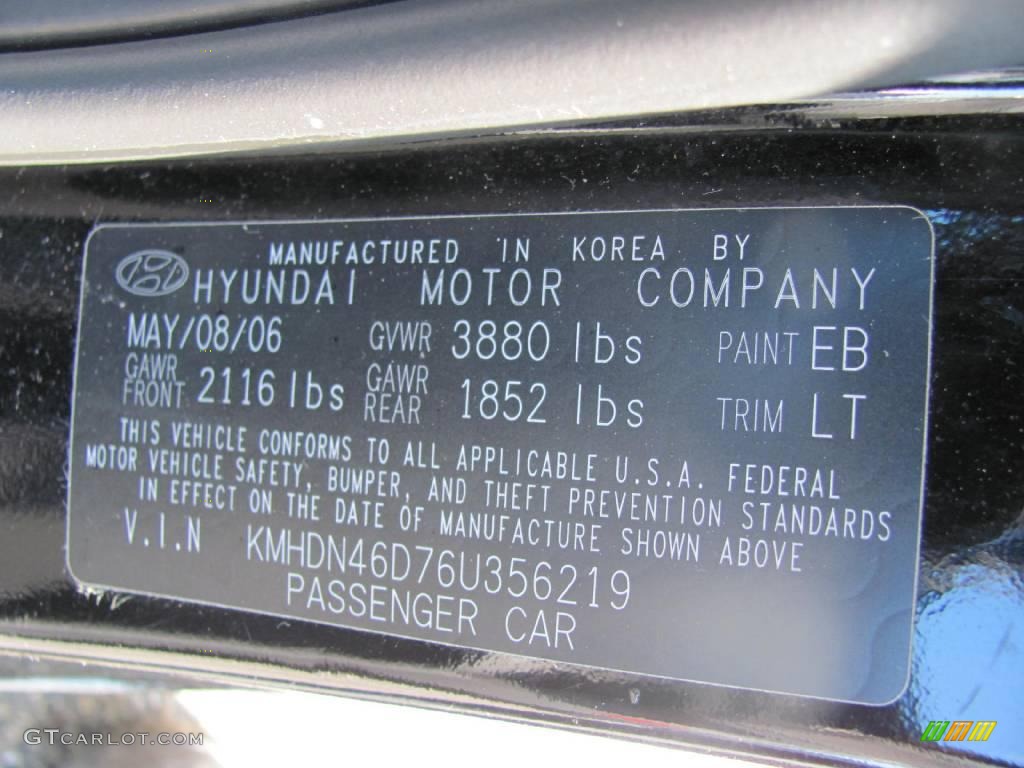 MANUFACTURED IN KOREA BY
HYUNDAI MOTOR COMPANY
MAY/08/06 GVWR 3880 lbs PAINT EB
GAWR FRONT 2116 lbs GAWR REAR 1852 lbs TRIM LT
THIS VEHICLE CONFORMS TO ALL APPLICABLE U.S.A. FEDERAL
MOTOR VEHICLE SAFETY, BUMPER, AND THEFT PREVENTION STANDARDS
IN EFFECT ON THE DATE OF MANUFACTURE SHOWN ABOVE
V.I.N KMHDN46D76U356219
PASSENGER CAR
GTCARLOT.COM